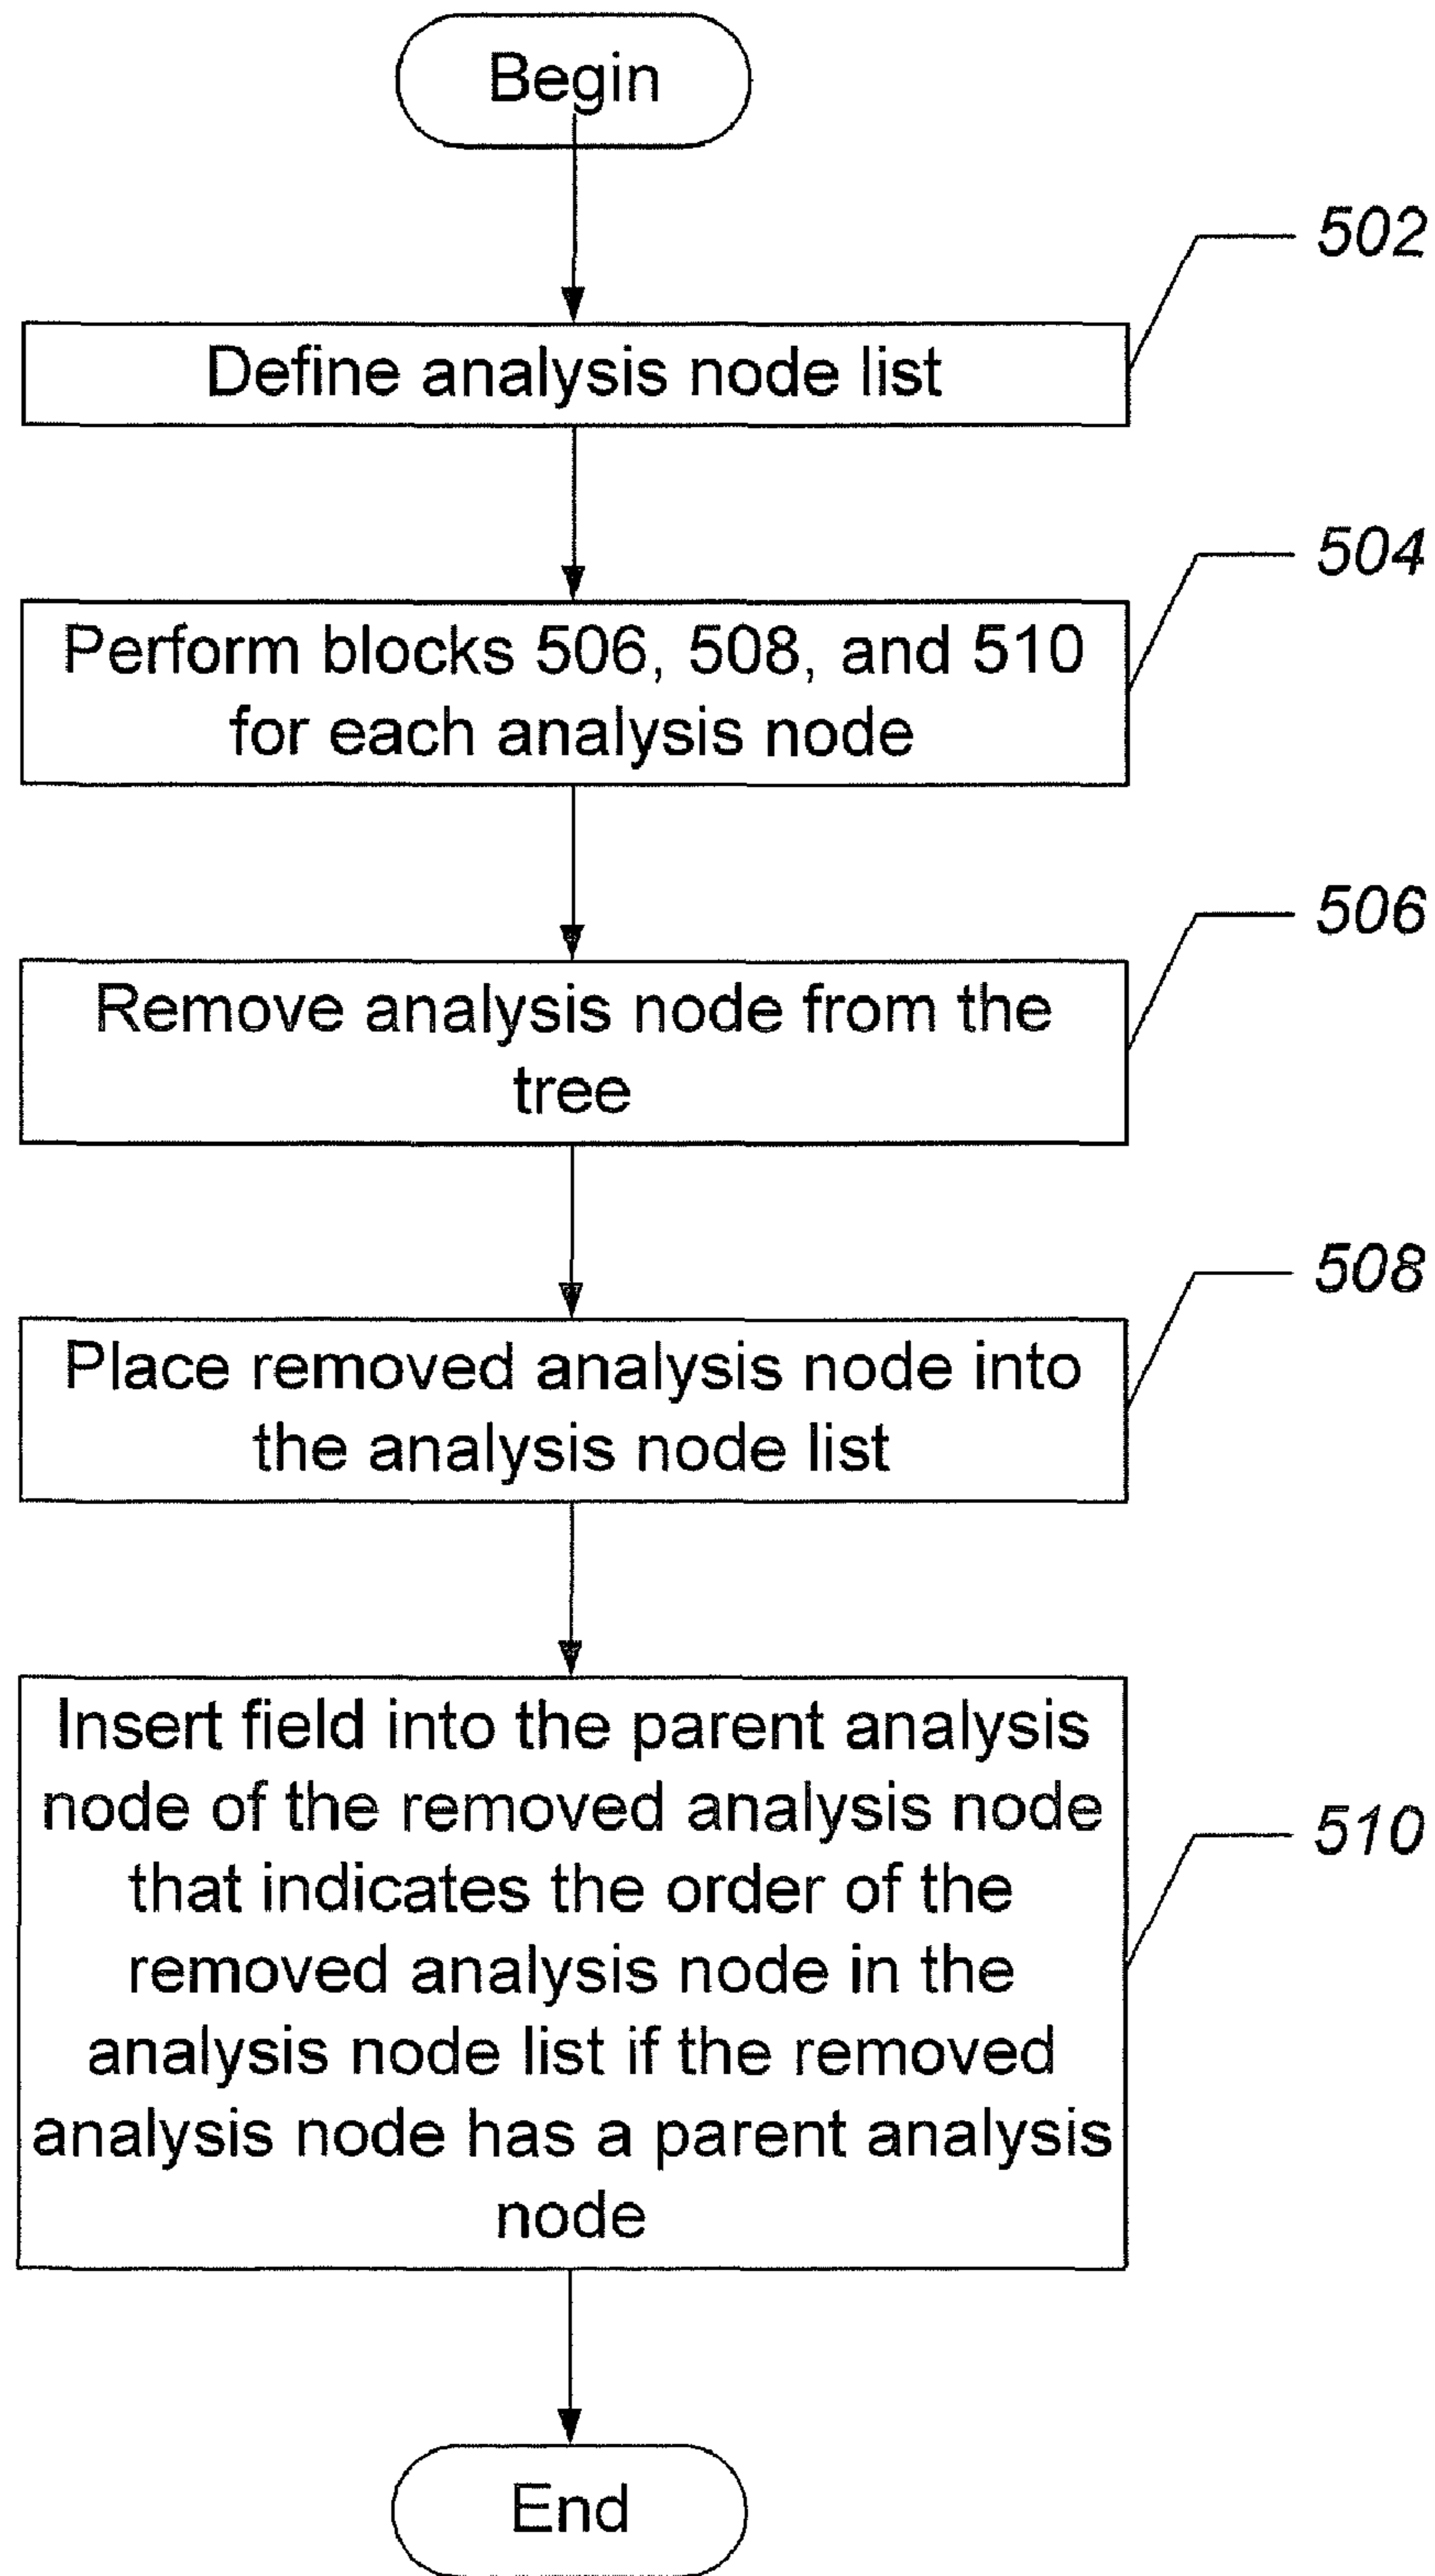 Begin
502
Define analysis node list
504
Perform blocks 506, 508, and 510
for each analysis node
506
Remove analysis node from the
tree
508
Place removed analysis node into
the analysis node list
Insert field into the parent analysis
node of the removed analysis node
510
that indicates the order of the
removed analysis node in the
analysis node list if the removed
analysis node has a parent analysis
node
End